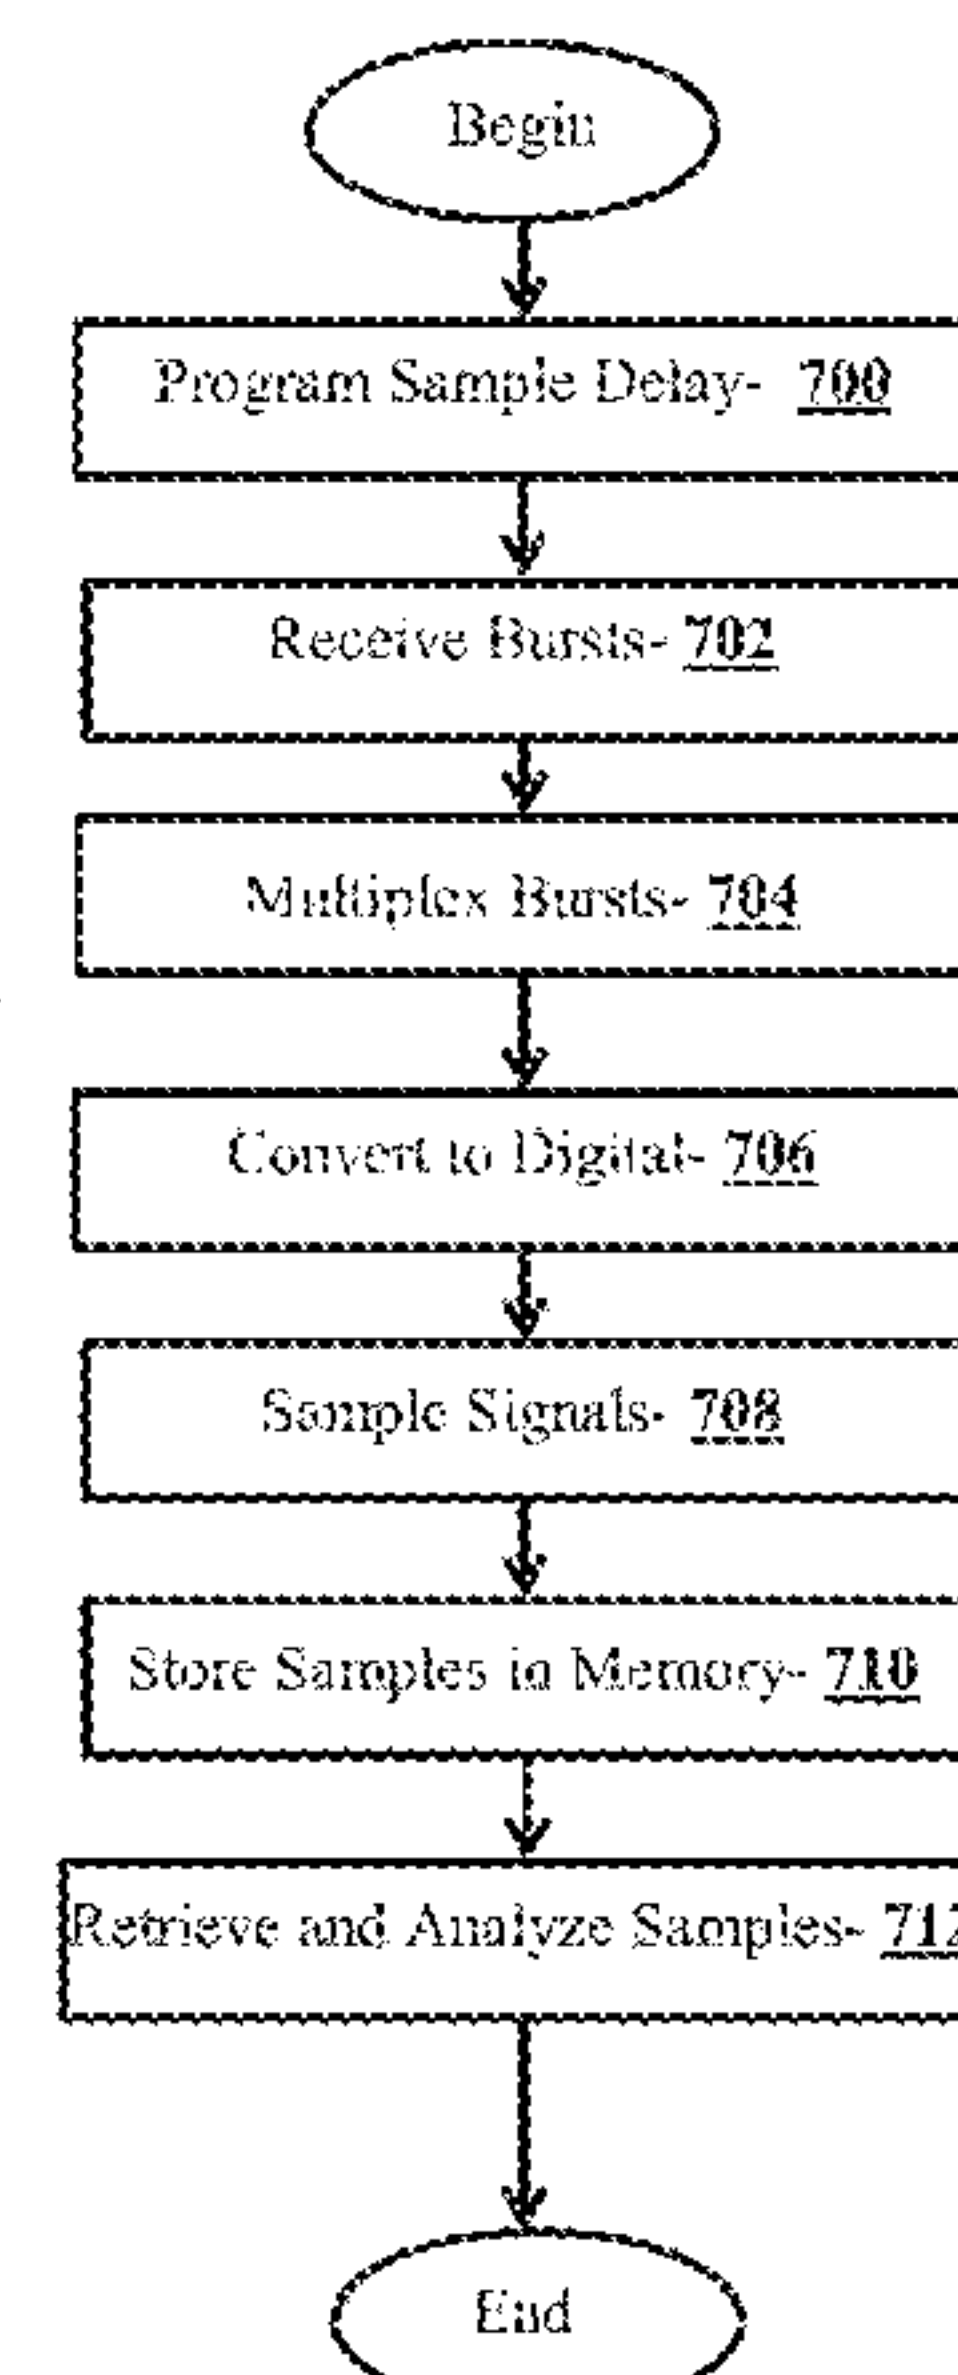 Begin
Program Sample Delay- 700
Receive Bursts- 702
Multiplex Bursts- 704
Convert to Digital- 706
Sample Signals- 708
Store Samples in Memory- 710
Retrieve and Analyze Samples- 712
End